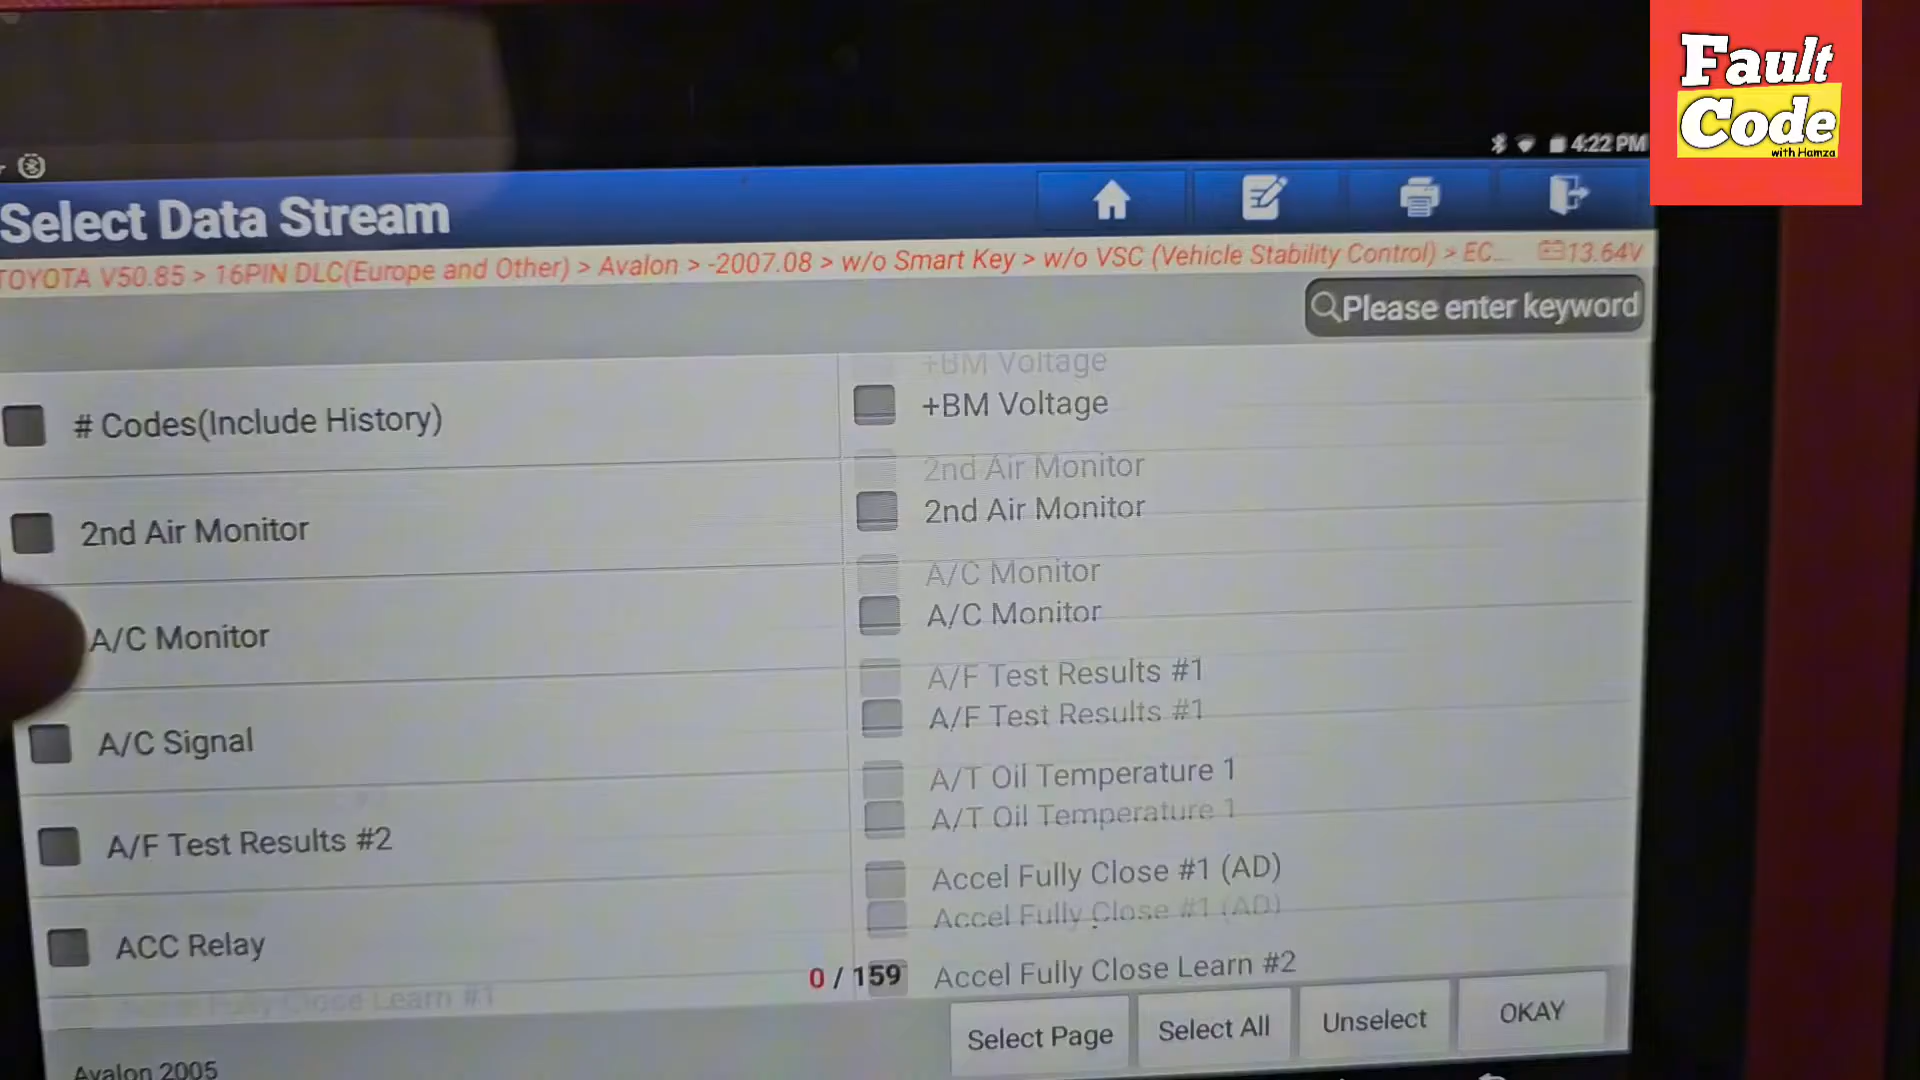 Fault
Code
with Hamza
4:22 PM
Select Data Stream
TOYOTA V50.85 > 16PIN DLC(Europe and Other) > Avalon > -2007.08 > w/o Smart Key > w/o VSC (Vehicle Stability Control) > EC... 13.64V
Please enter keyword
# Codes(Include History)
+BM Voltage
+BM Voltage
2nd Air Monitor
2nd Air Monitor
2nd Air Monitor
A/C Monitor
A/C Monitor
A/C Monitor
A/C Signal
A/F Test Results #1
A/F Test Results #1
A/F Test Results #2
A/T Oil Temperature 1
A/T Oil Temperature 1
ACC Relay
Accel Fully Close #1 (AD)
Accel Fully Close #1 (AD)
Accel Fully Close Learn #2
Fully Close Learn #1
0 / 159
Select Page
Select All
Unselect
OKAY
Avalon 2005